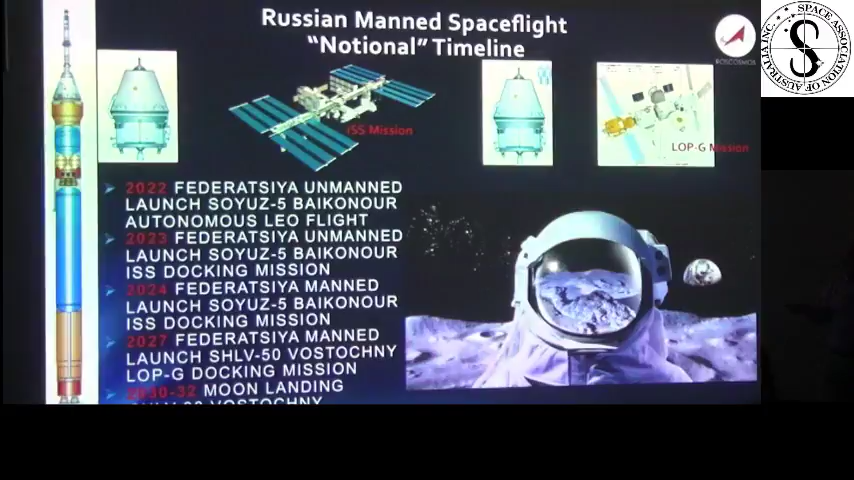 Russian Manned Spaceflight
"Notional" Timeline
ROSCOSMOS
SPACE ASSOCIATION OF AUSTRALIA INC.
S
ISS Mission
LOP-G Mission
2022 FEDERATSIYA UNMANNED
LAUNCH SOYUZ-5 BAIKONOUR
AUTONOMOUS LEO FLIGHT
2023 FEDERATSIYA UNMANNED
LAUNCH SOYUZ-5 BAIKONOUR
ISS DOCKING MISSION
2024 FEDERATSIYA MANNED
LAUNCH SOYUZ-5 BAIKONOUR
ISS DOCKING MISSION
2027 FEDERATSIYA MANNED
LAUNCH SHLV-50 VOSTOCHNY
LOP-G DOCKING MISSION
2030-32 MOON LANDING
VOSTOCHNY